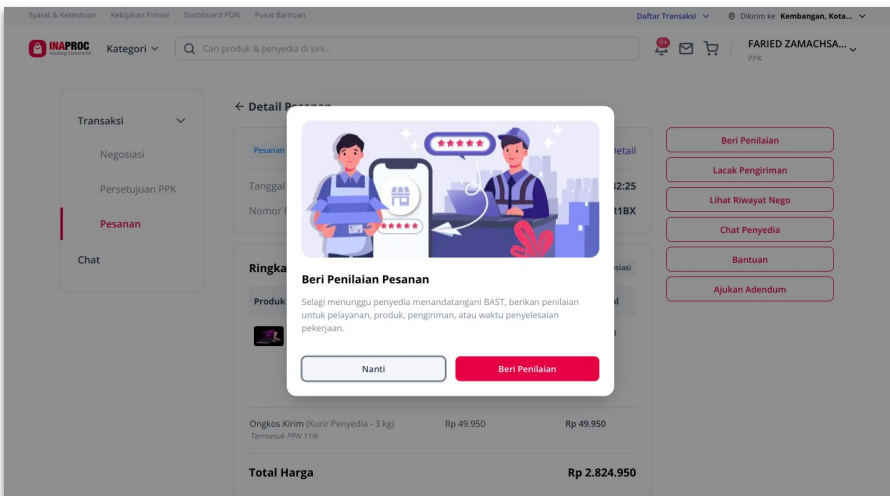 Syarat & Ketentuan Kebijakan Privasi Dashboard PDN Pusat Bantuan Daftar Transaksi Dikirim ke Kembangan, Kota...
INAPROC Kategori Cari produk & penyedia di sini... 9+ FARIED ZAMACHSA...
PPK
Transaksi
Negosiasi
Persetujuan PPK
Pesanan
Chat
← Detail Pesanan
Pesanan
Tanggal
Nomor
Ringka
Produk
Beri Penilaian Pesanan
Selagi menunggu penyedia menandatangani BAST, berikan penilaian
untuk pelayanan, produk, pengiriman, atau waktu penyelesaian
pekerjaan.
Nanti Beri Penilaian
Ongkos Kirim (Kurir Penyedia - 3 kg) Rp 49.950 Rp 49.950
Termasuk PPN 11%
Total Harga Rp 2.824.950
Beri Penilaian
Lacak Pengiriman
Lihat Riwayat Nego
Chat Penyedia
Bantuan
Ajukan Adendum